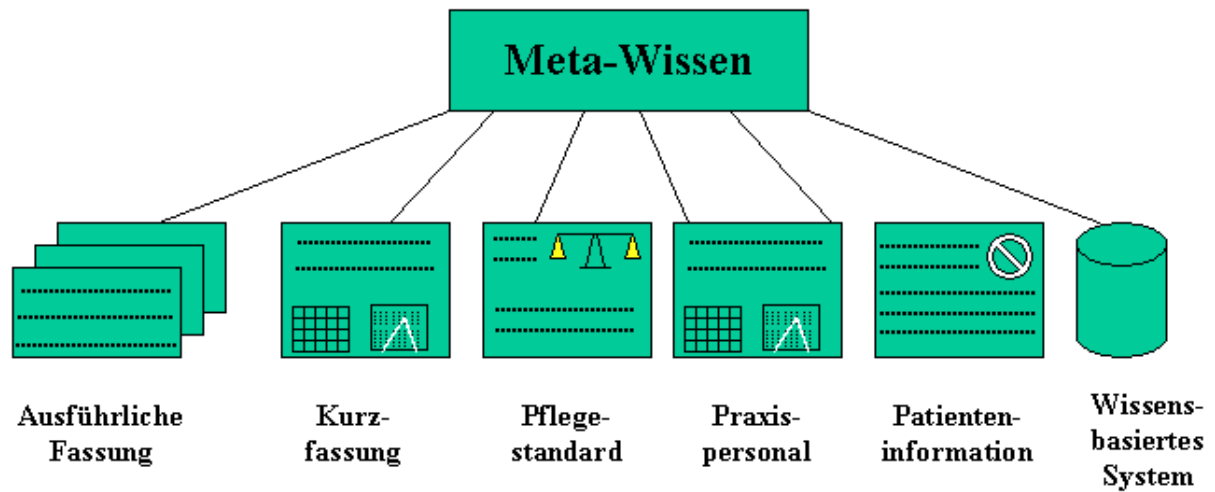 Meta-Wissen
Ausführliche
Fassung
Kurz-
fassung
Pflege-
standard
Praxis-
personal
Patienten-
information
Wissens-
basiertes
System